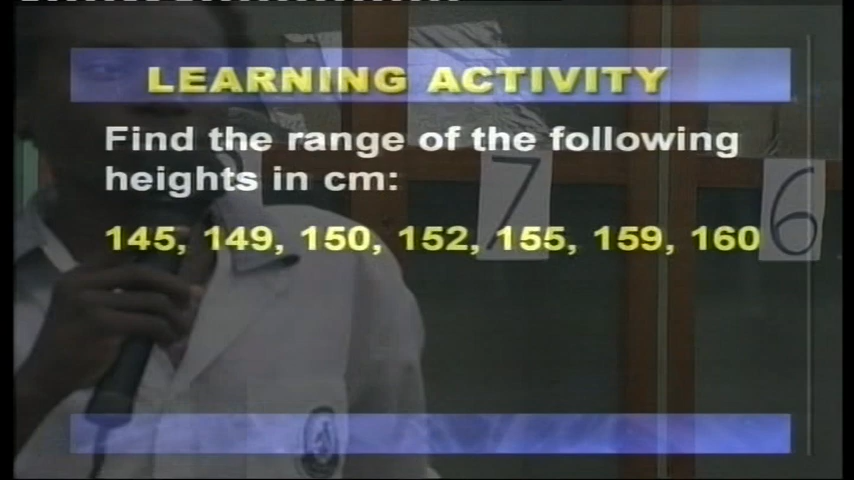 LEARNING ACTIVITY
Find the range of the following
heights in cm:
145, 149, 150, 152, 155, 159, 160
7
6